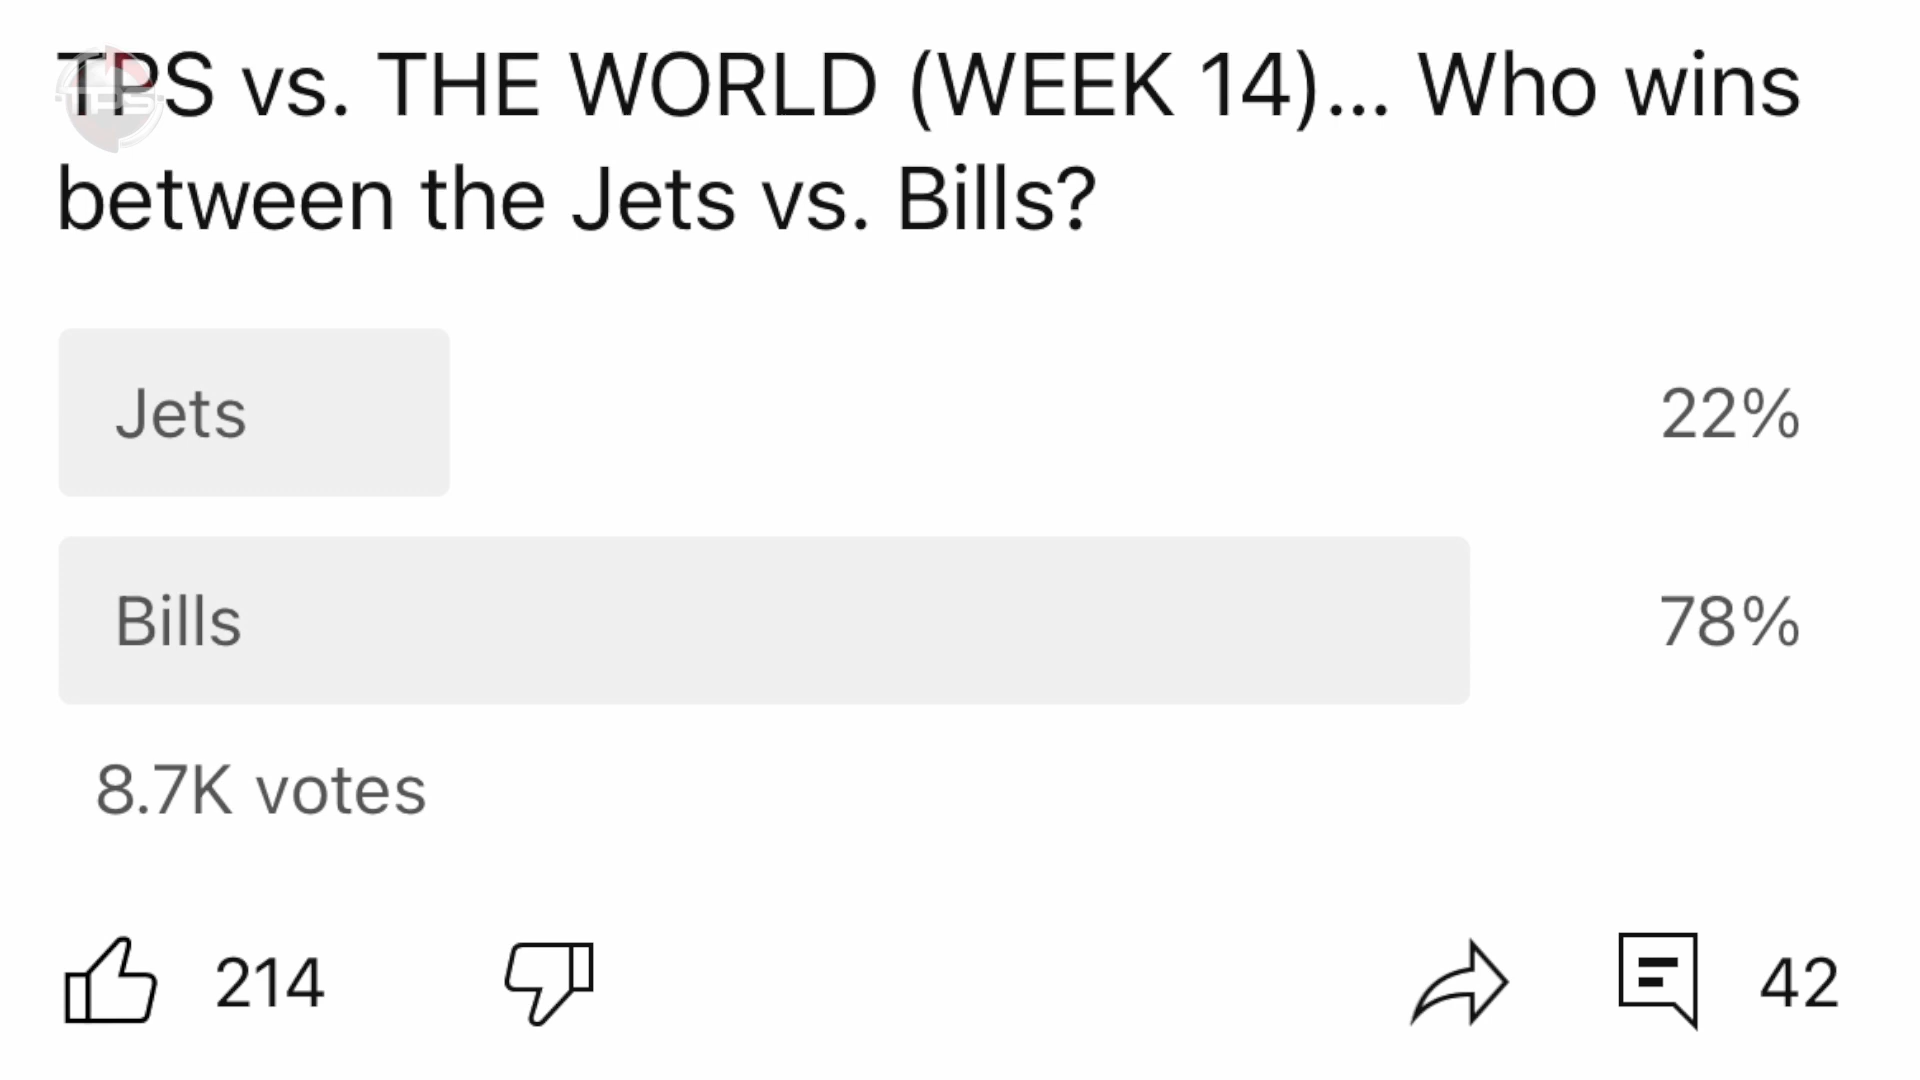 TPS vs. THE WORLD (WEEK 14)... Who wins
between the Jets vs. Bills?
TPS
Jets 22%
Bills 78%
8.7K votes
214 42